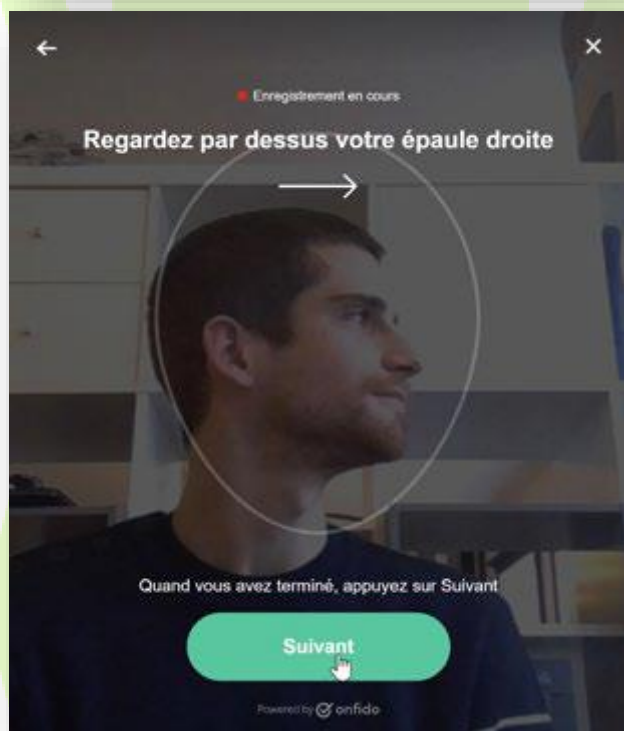 Enregistrement en cours
Regardez par dessus votre épaule droite
Quand vous avez terminé, appuyez sur Suivant
Suivant
Powered by onfido